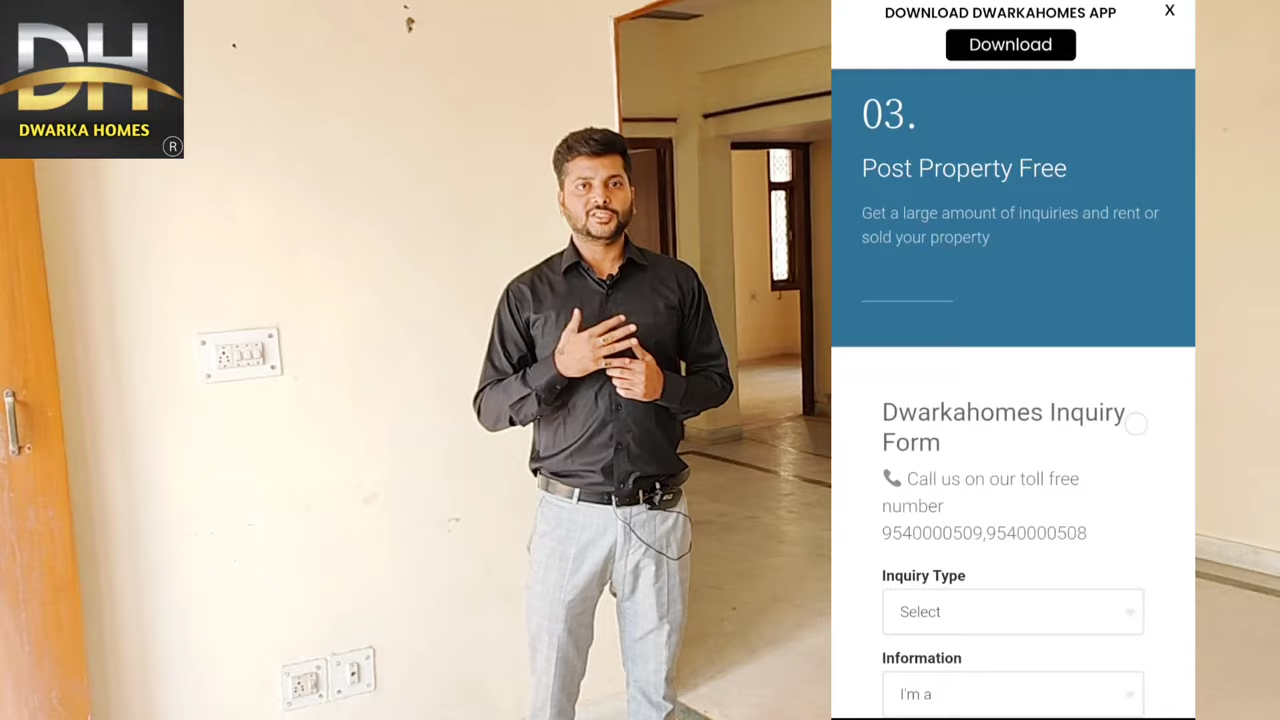 DH
DWARKA HOMES
R
DOWNLOAD DWARKAHOMES APP
X
Download
03.
Post Property Free
Get a large amount of inquiries and rent or
sold your property
Dwarkahomes Inquiry
Form
📞 Call us on our toll free
number
9540000509,9540000508
Inquiry Type
Select
Information
I'm a